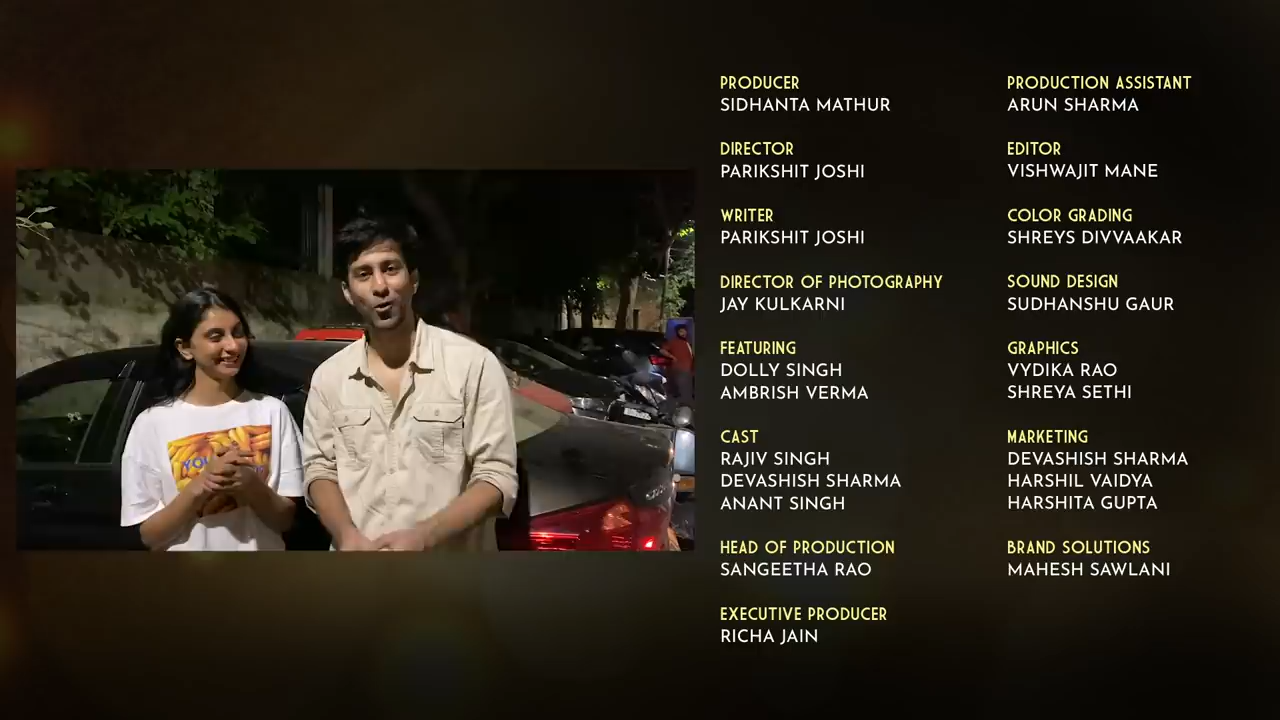 PRODUCER
SIDHANTA MATHUR
DIRECTOR
PARIKSHIT JOSHI
WRITER
PARIKSHIT JOSHI
DIRECTOR OF PHOTOGRAPHY
JAY KULKARNI
FEATURING
DOLLY SINGH
AMBRISH VERMA
CAST
RAJIV SINGH
DEVASHISH SHARMA
ANANT SINGH
HEAD OF PRODUCTION
SANGEETHA RAO
EXECUTIVE PRODUCER
RICHA JAIN
PRODUCTION ASSISTANT
ARUN SHARMA
EDITOR
VISHWAJIT MANE
COLOR GRADING
SHREYS DIVVAAKAR
SOUND DESIGN
SUDHANSHU GAUR
GRAPHICS
VYDIKA RAO
SHREYA SETHI
MARKETING
DEVASHISH SHARMA
HARSHIL VAIDYA
HARSHITA GUPTA
BRAND SOLUTIONS
MAHESH SAWLANI